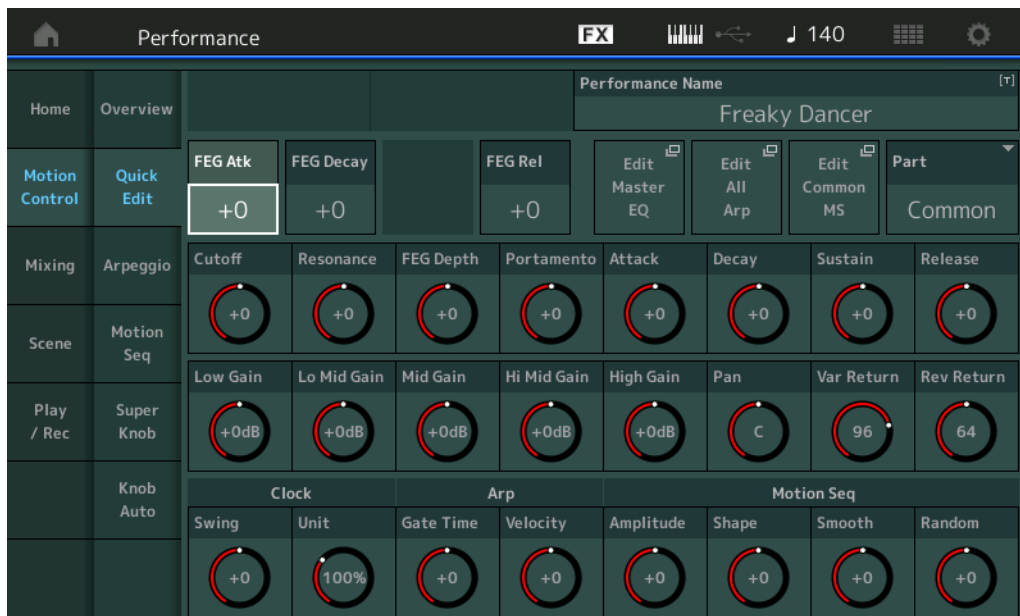 Performance
FX
♩ 140
Home
Motion
Control
Mixing
Scene
Play
/ Rec
Overview
Quick
Edit
Arpeggio
Motion
Seq
Super
Knob
Knob
Auto
Performance Name
[T]
Freaky Dancer
FEG Atk
+0
FEG Decay
+0
FEG Rel
+0
Edit
Master
EQ
Edit
All
Arp
Edit
Common
MS
Part
Common
Cutoff
+0
Resonance
+0
FEG Depth
+0
Portamento
+0
Attack
+0
Decay
+0
Sustain
+0
Release
+0
Low Gain
+0dB
Lo Mid Gain
+0dB
Mid Gain
+0dB
Hi Mid Gain
+0dB
High Gain
+0dB
Pan
C
Var Return
96
Rev Return
64
Clock
Arp
Motion Seq
Swing
+0
Unit
100%
Gate Time
+0
Velocity
+0
Amplitude
+0
Shape
+0
Smooth
+0
Random
+0